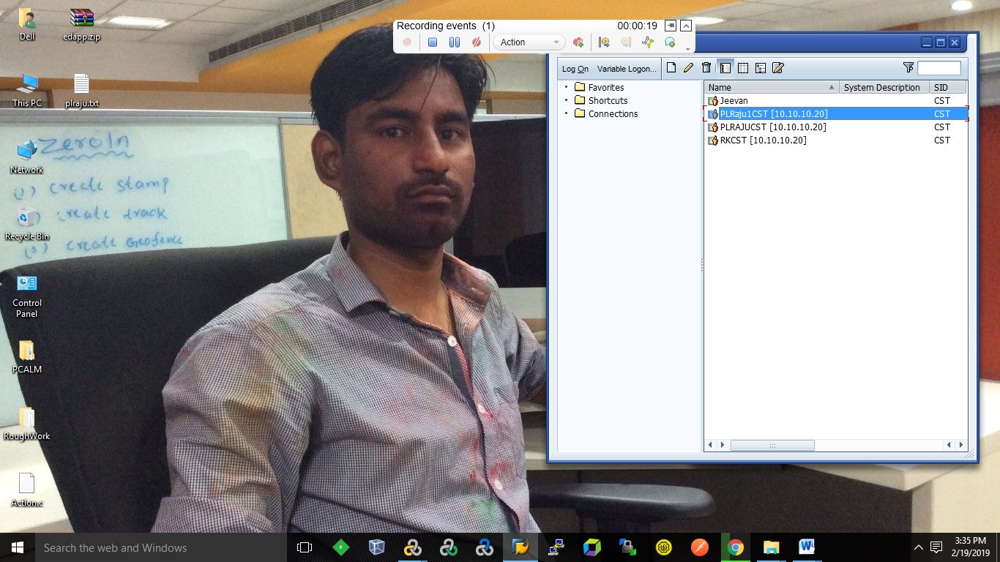 Recording events (1) 00:00:19
Action
Log On Variable Logon...
Favorites
Shortcuts
Connections
Name System Description SID
Jeevan CST
PLRaju1CST [10.10.10.20] CST
PLRAJUCST [10.10.10.20] CST
RKCST [10.10.10.20] CST
Dell
edapp.zip
This PC
plraju.txt
Network
Recycle Bin
Control Panel
PCALM
RoughWork
Action.c
ZeroIn
(1) create stamp
create track
(3) create Geofence
Search the web and Windows
3:35 PM
2/19/2019